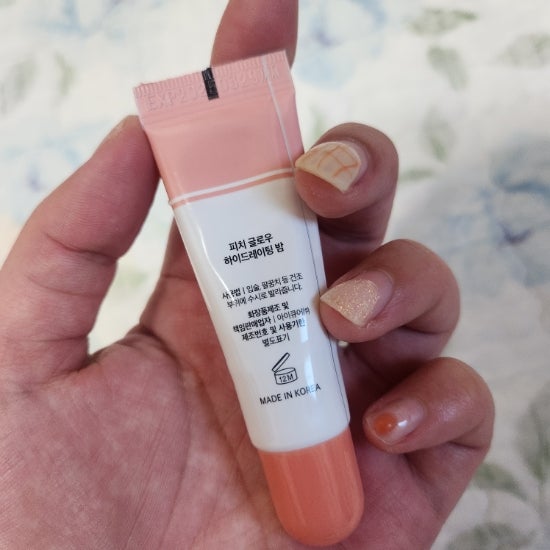 피치 글로우
하이드레이팅 밤
사용법 | 입술, 팔꿈치 등 건조
부위에 수시로 발라줍니다.
화장품제조 및
책임판매업자 | 아이큐어㈜
제조번호 및 사용기한
별도표기
12M
MADE IN KOREA